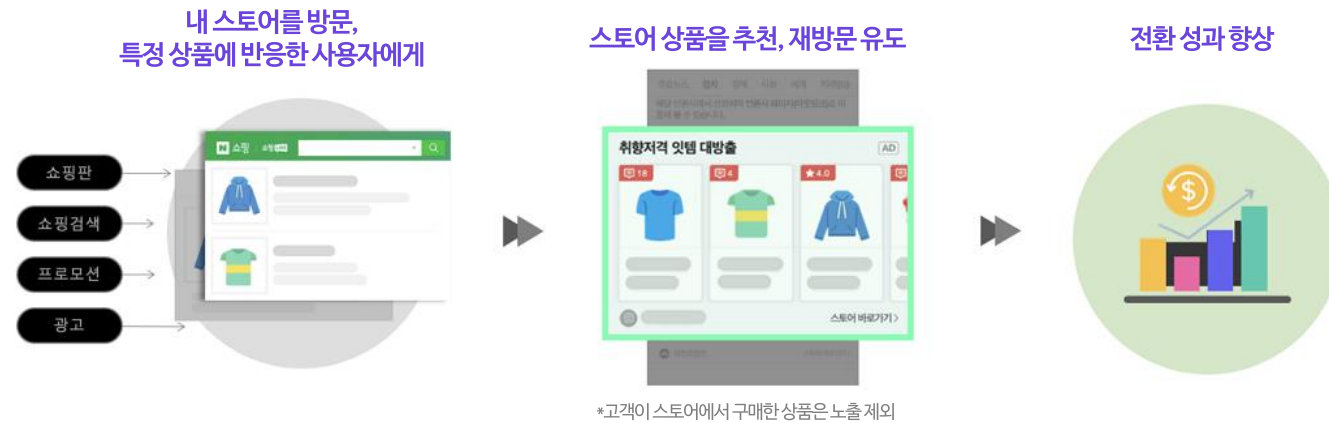 내 스토어를 방문,
특정 상품에 반응한 사용자에게
쇼핑판
쇼핑검색
프로모션
광고
N 쇼핑
스토어 상품을 추천, 재방문 유도
취향저격 잇템 대방출
AD
18
4
★4.0
스토어 바로가기 >
*고객이 스토어에서 구매한 상품은 노출 제외
전환 성과 향상
$